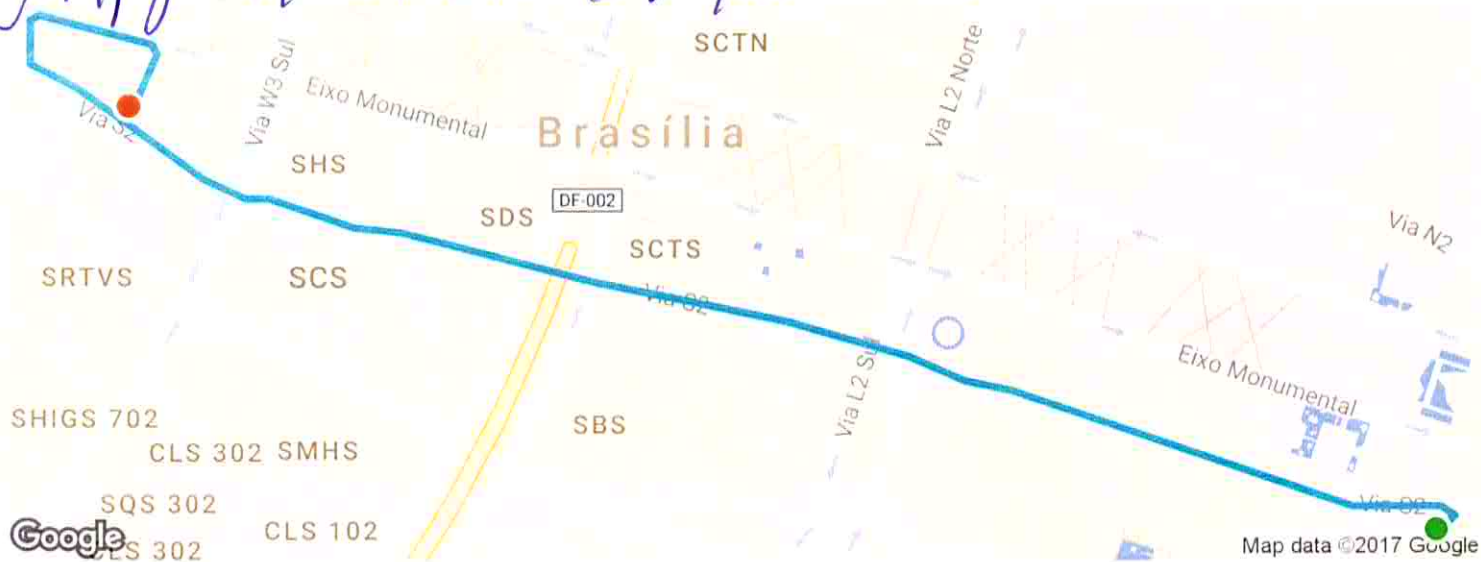 SCTN
Via L2 Norte
Via W3 Sul
Eixo Monumental
Brasília
Via S2
SHS
DF-002
SDS
SCTS
Via N2
SRTVS
SCS
Via S2
Via L2 Sul
Eixo Monumental
SHIGS 702
SBS
CLS 302
SMHS
SQS 302
Via S2
CLS 102
Google
CLS 302
Map data ©2017 Google